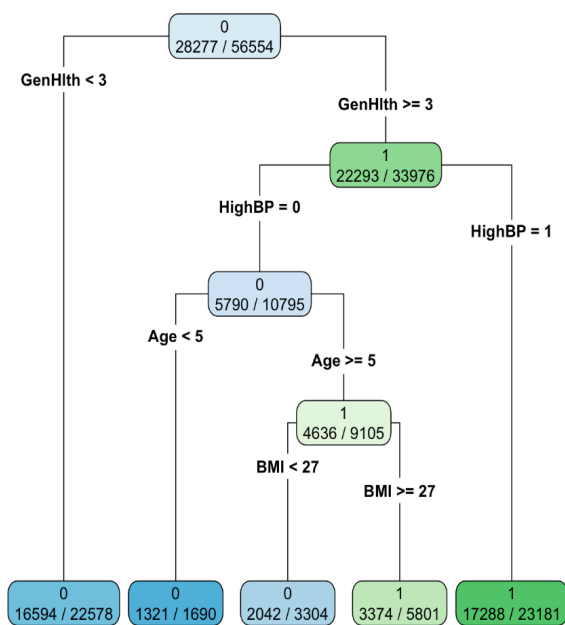 0
28277 / 56554
GenHlth < 3
GenHlth >= 3
1
22293 / 33976
HighBP = 0
HighBP = 1
0
5790 / 10795
Age < 5
Age >= 5
1
4636 / 9105
BMI < 27
BMI >= 27
0
16594 / 22578
0
1321 / 1690
0
2042 / 3304
1
3374 / 5801
1
17288 / 23181